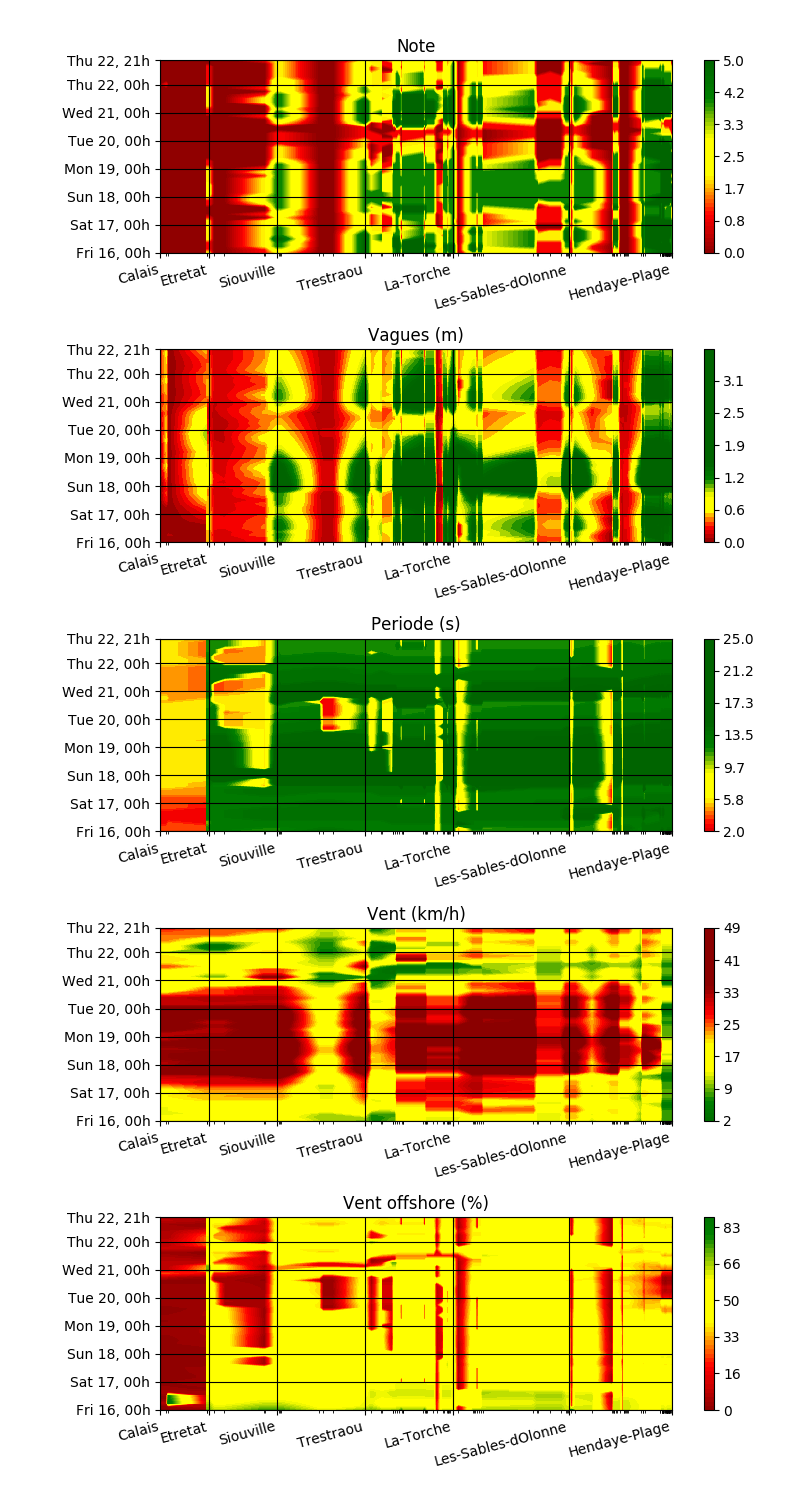 Note
Thu 22, 21h
Thu 22, 00h
Wed 21, 00h
Tue 20, 00h
Mon 19, 00h
Sun 18, 00h
Sat 17, 00h
Fri 16, 00h
Calais Etretat Siouville Trestraou La-Torche Les-Sables-dOlonne Hendaye-Plage
5.0
4.2
3.3
2.5
1.7
0.8
0.0
Vagues (m)
Thu 22, 21h
Thu 22, 00h
Wed 21, 00h
Tue 20, 00h
Mon 19, 00h
Sun 18, 00h
Sat 17, 00h
Fri 16, 00h
Calais Etretat Siouville Trestraou La-Torche Les-Sables-dOlonne Hendaye-Plage
3.1
2.5
1.9
1.2
0.6
0.0
Periode (s)
Thu 22, 21h
Thu 22, 00h
Wed 21, 00h
Tue 20, 00h
Mon 19, 00h
Sun 18, 00h
Sat 17, 00h
Fri 16, 00h
Calais Etretat Siouville Trestraou La-Torche Les-Sables-dOlonne Hendaye-Plage
25.0
21.2
17.3
13.5
9.7
5.8
2.0
Vent (km/h)
Thu 22, 21h
Thu 22, 00h
Wed 21, 00h
Tue 20, 00h
Mon 19, 00h
Sun 18, 00h
Sat 17, 00h
Fri 16, 00h
Calais Etretat Siouville Trestraou La-Torche Les-Sables-dOlonne Hendaye-Plage
49
41
33
25
17
9
2
Vent offshore (%)
Thu 22, 21h
Thu 22, 00h
Wed 21, 00h
Tue 20, 00h
Mon 19, 00h
Sun 18, 00h
Sat 17, 00h
Fri 16, 00h
Calais Etretat Siouville Trestraou La-Torche Les-Sables-dOlonne Hendaye-Plage
83
66
50
33
16
0